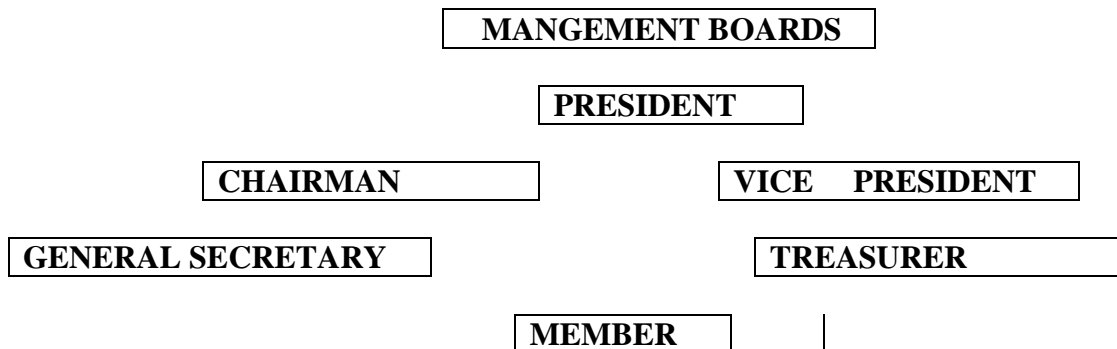 MANGEMENT BOARDS
PRESIDENT
CHAIRMAN
VICE PRESIDENT
GENERAL SECRETARY
TREASURER
MEMBER